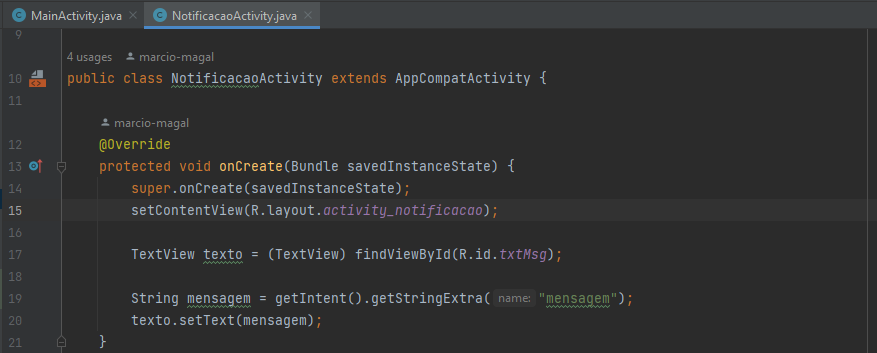 MainActivity.java × NotificacaoActivity.java ×
9
4 usages marcio-magal
10 public class NotificacaoActivity extends AppCompatActivity {
11
marcio-magal
12 @Override
13 protected void onCreate(Bundle savedInstanceState) {
14 super.onCreate(savedInstanceState);
15 setContentView(R.layout.activity_notificacao);
16
17 TextView texto = (TextView) findViewById(R.id.txtMsg);
18
19 String mensagem = getIntent().getStringExtra( name: "mensagem");
20 texto.setText(mensagem);
21 }